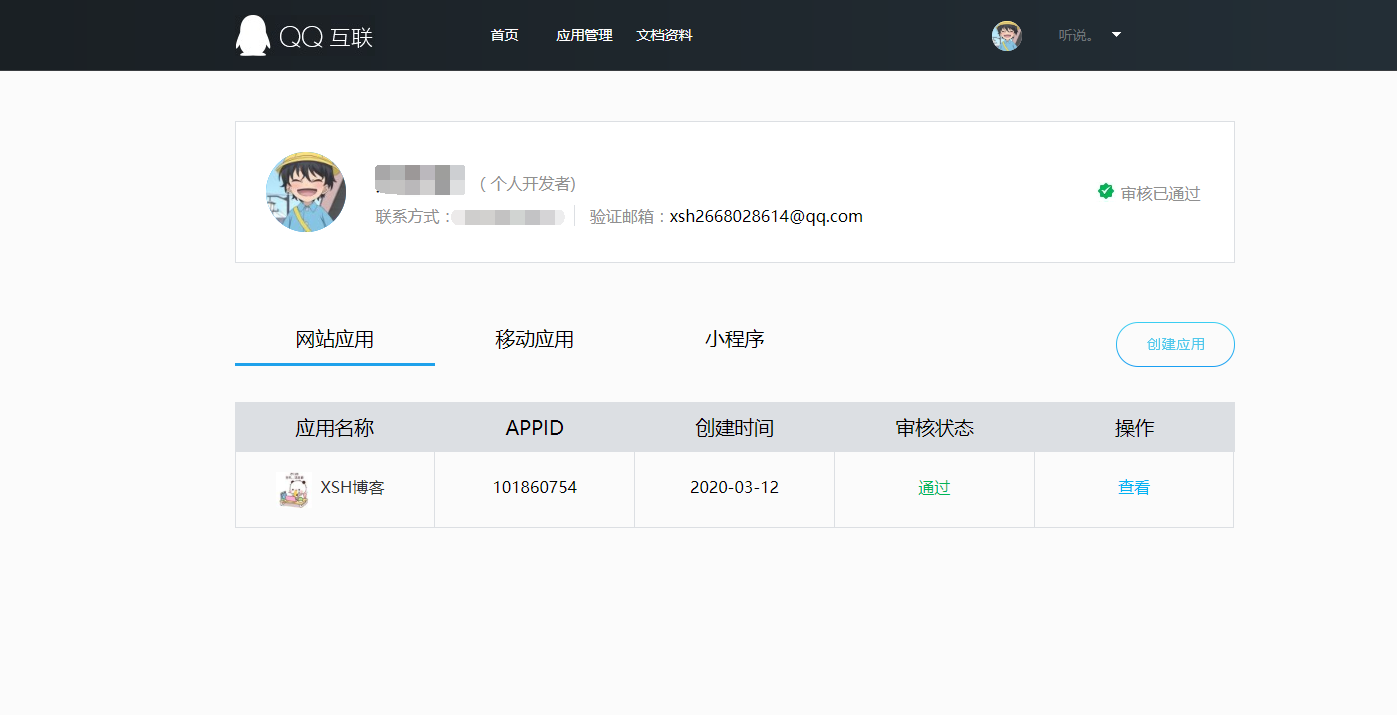 QQ 互联 首页 应用管理 文档资料 听说。
( 个人开发者)
联系方式： 验证邮箱：xsh2668028614@qq.com
审核已通过
网站应用 移动应用 小程序 创建应用
应用名称 APPID 创建时间 审核状态 操作
XSH博客 101860754 2020-03-12 通过 查看